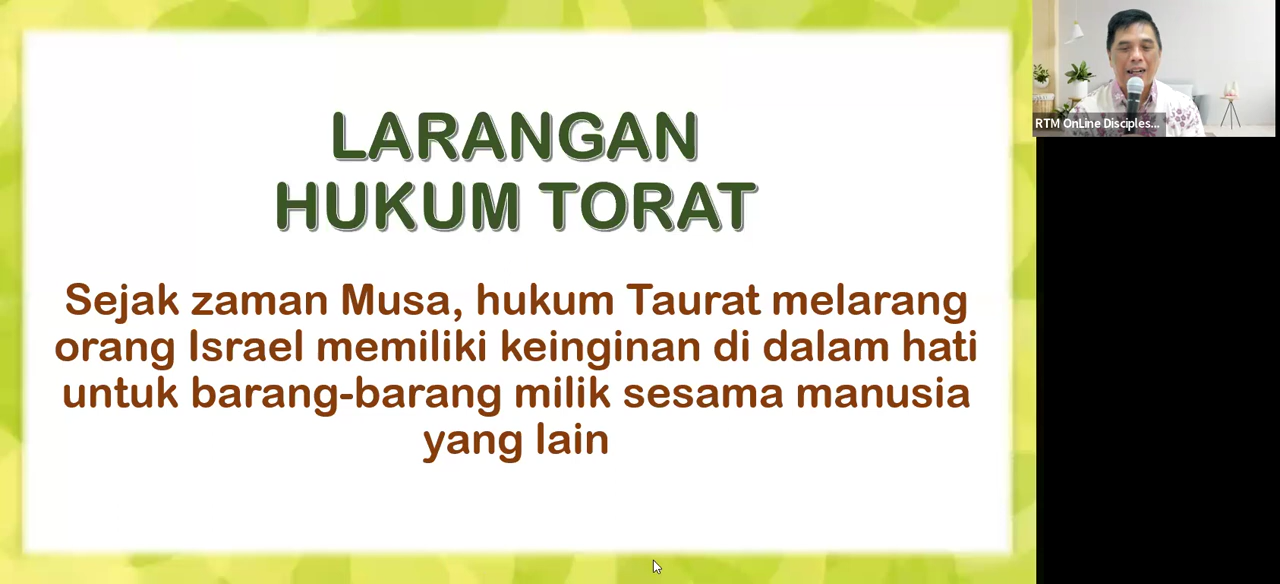 LARANGAN
HUKUM TORAT
Sejak zaman Musa, hukum Taurat melarang
orang Israel memiliki keinginan di dalam hati
untuk barang-barang milik sesama manusia
yang lain
RTM OnLine Disciples...